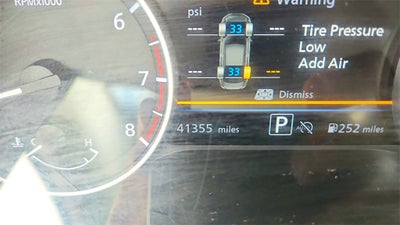 RPMx1000
psi
Warning
6
33
Tire Pressure
Low
--- ---
Add Air
7
--- 33 ---
Dismiss
8
41355 miles P 252 miles
C H